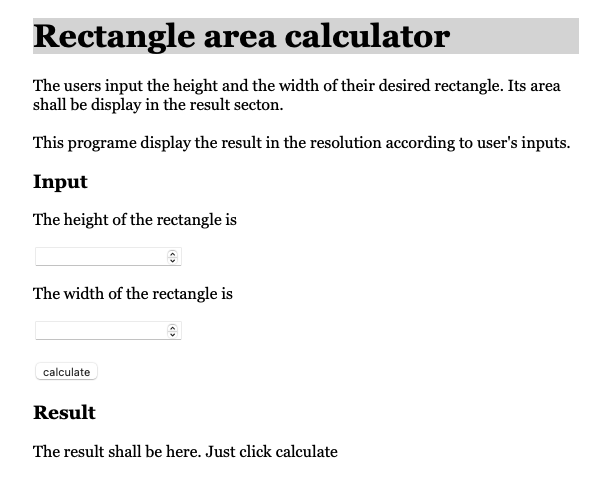 Rectangle area calculator
The users input the height and the width of their desired rectangle. Its area
shall be display in the result secton.
This programe display the result in the resolution according to user's inputs.
Input
The height of the rectangle is
The width of the rectangle is
calculate
Result
The result shall be here. Just click calculate